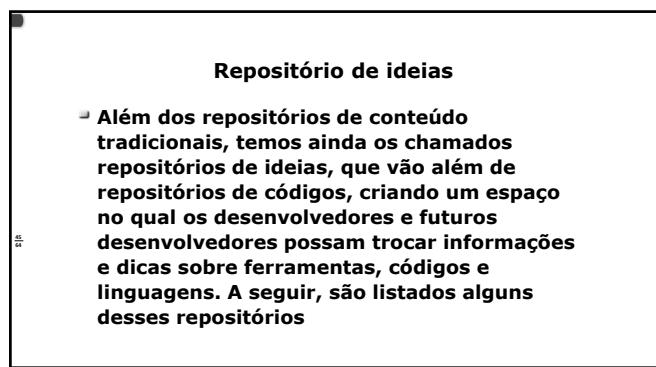 Repositório de ideias
Além dos repositórios de conteúdo
tradicionais, temos ainda os chamados
repositórios de ideias, que vão além de
repositórios de códigos, criando um espaço
no qual os desenvolvedores e futuros
desenvolvedores possam trocar informações
e dicas sobre ferramentas, códigos e
linguagens. A seguir, são listados alguns
desses repositórios
45
64